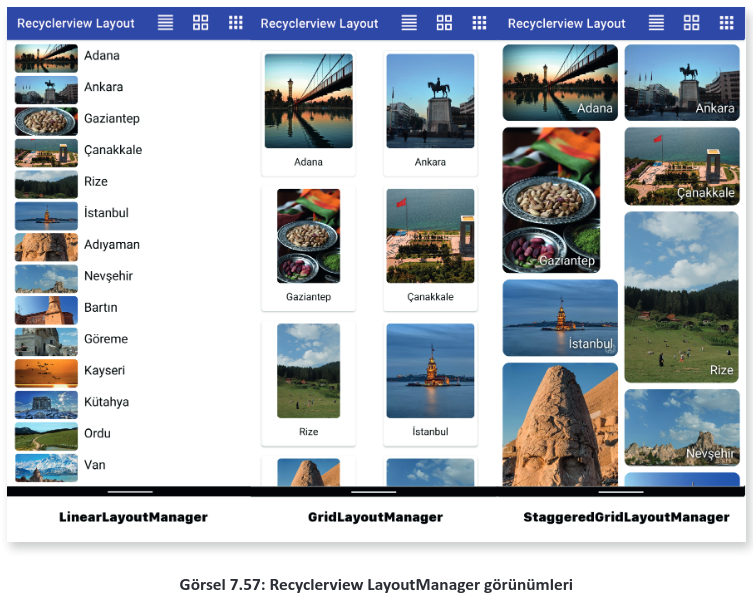 Recyclerview Layout
Adana
Ankara
Gaziantep
Çanakkale
Rize
İstanbul
Adıyaman
Nevşehir
Bartın
Göreme
Kayseri
Kütahya
Ordu
Van
LinearLayoutManager
Recyclerview Layout
Adana
Ankara
Gaziantep
Çanakkale
Rize
İstanbul
GridLayoutManager
Recyclerview Layout
Adana
Ankara
Gaziantep
Çanakkale
İstanbul
Rize
Nevşehir
StaggeredGridLayoutManager
Görsel 7.57: Recyclerview LayoutManager görünümleri